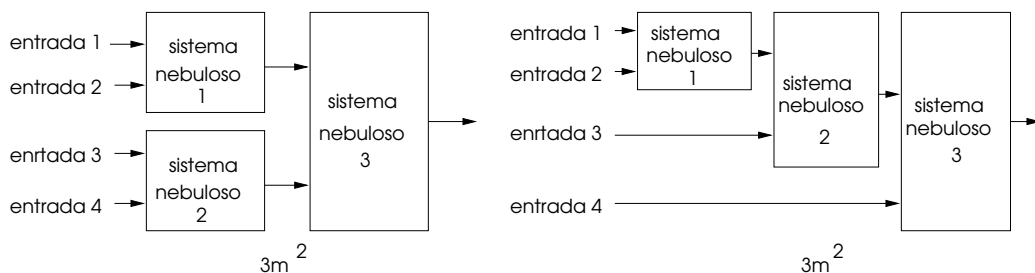 entrada 1
entrada 2
enrtada 3
entrada 4
sistema
nebuloso
1
sistema
nebuloso
2
sistema
nebuloso
3
3m 2
entrada 1
entrada 2
enrtada 3
entrada 4
sistema
nebuloso
1
sistema
nebuloso
2
sistema
nebuloso
3
3m 2